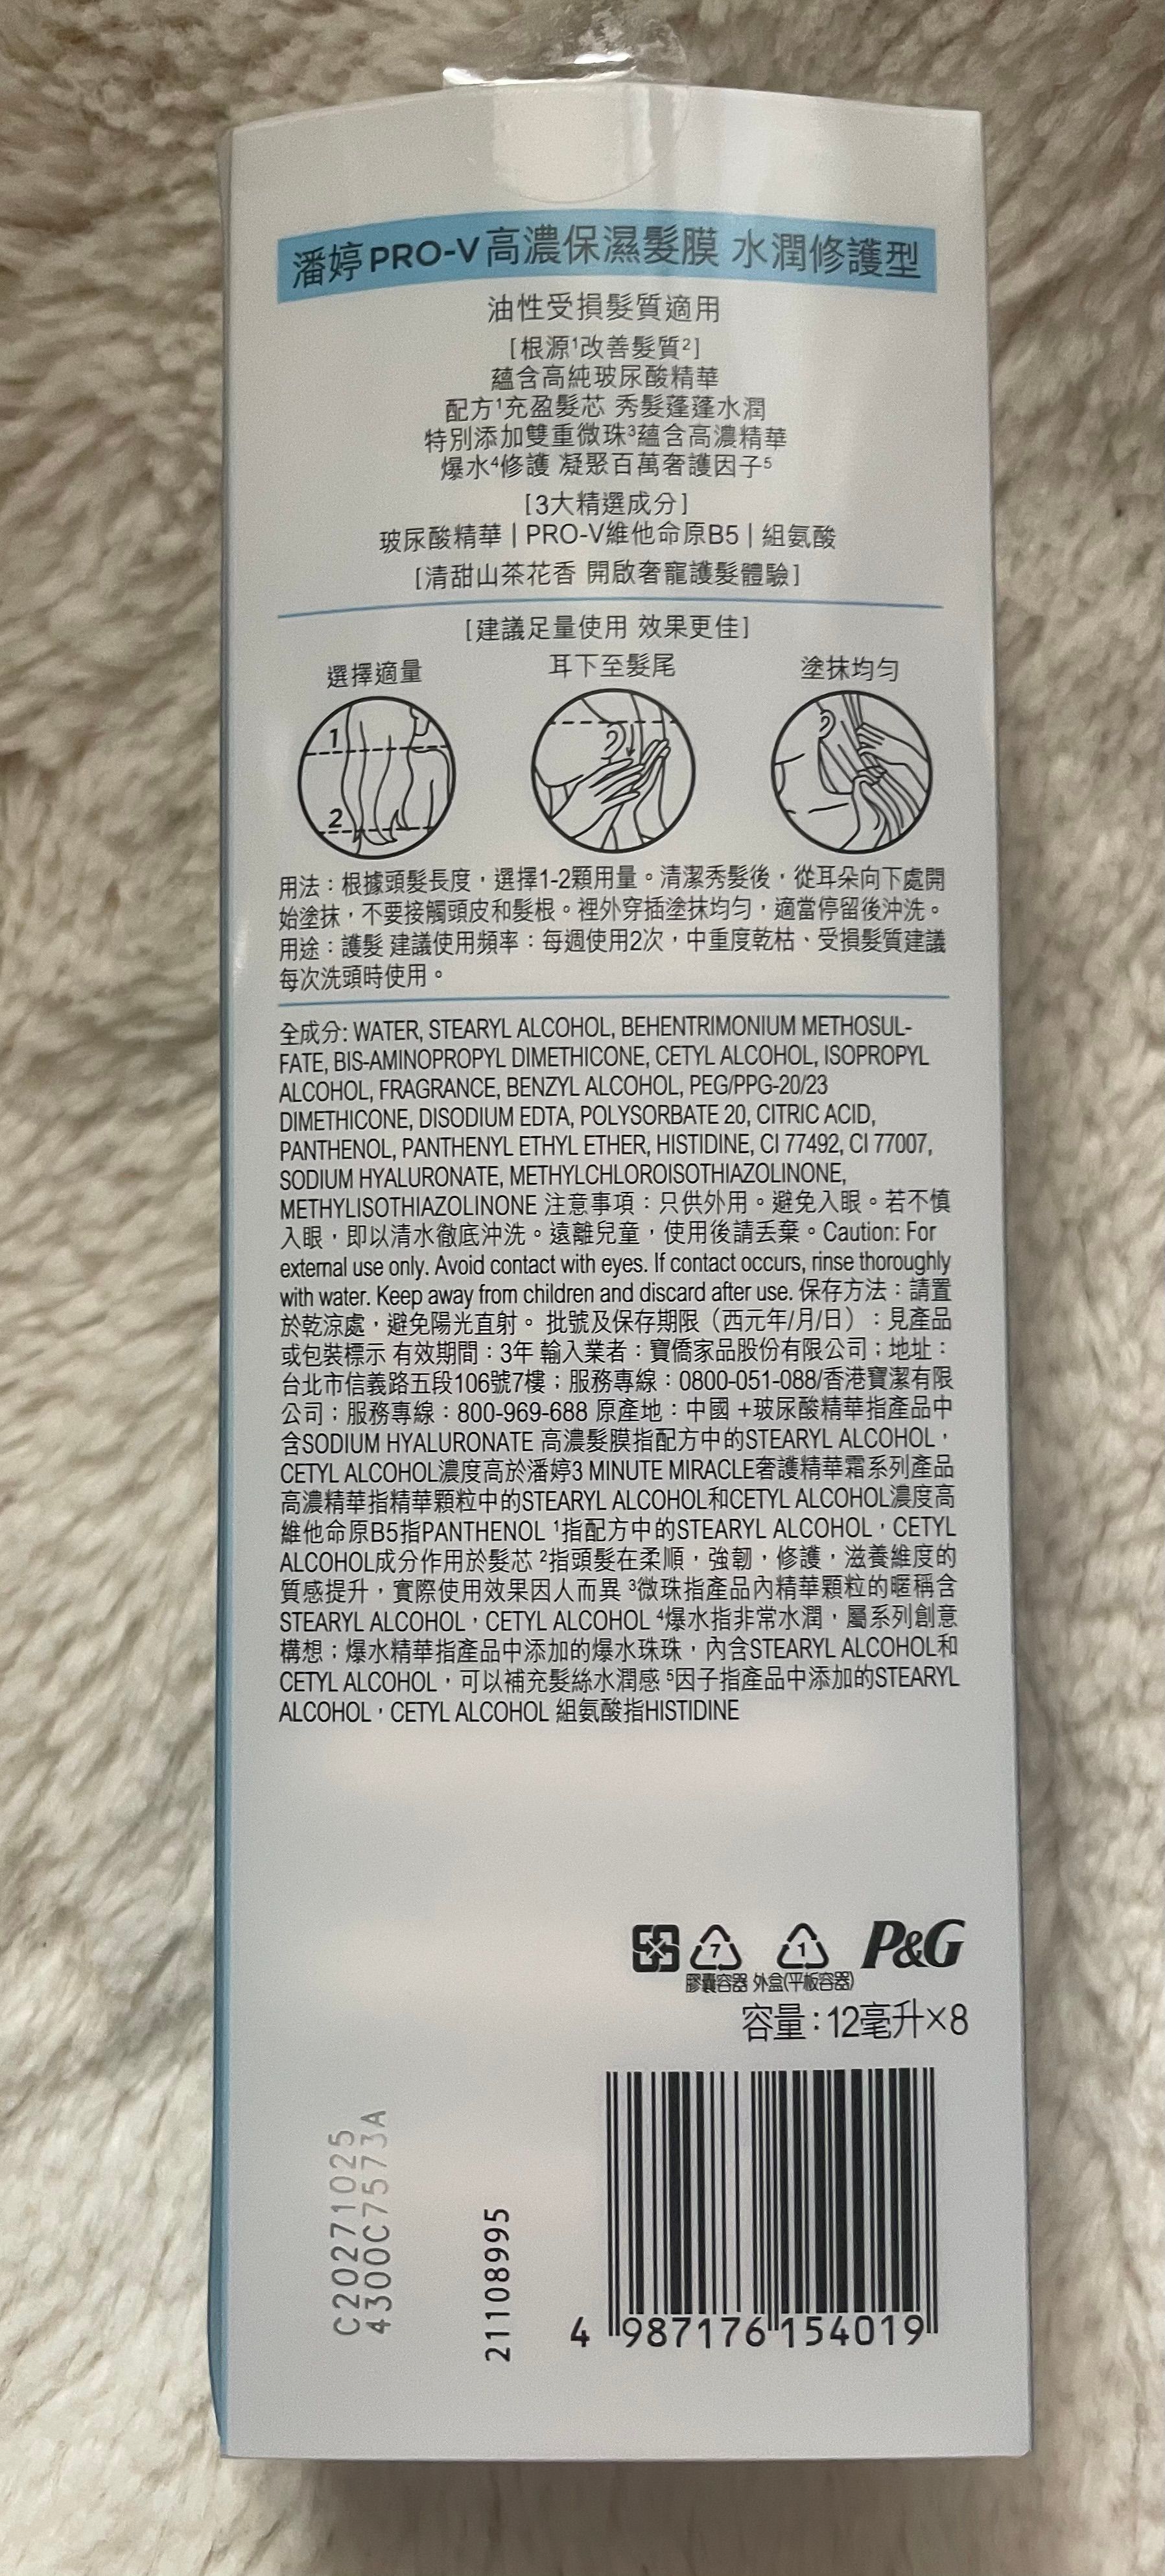 潘婷PRO-V高濃保濕髮膜 水潤修護型
油性受損髮質適用
[根源¹改善髮質²]
蘊含高純玻尿酸精華
配方¹充盈髮芯 秀髮蓬蓬水潤
特別添加雙重微珠³蘊含高濃精華
爆水⁴修護 凝聚百萬奢護因子⁵
[3大精選成分]
玻尿酸精華 | PRO-V維他命原B5 | 組氨酸
[清甜山茶花香 開啟奢寵護髮體驗]
[建議足量使用 效果更佳]
選擇適量 耳下至髮尾 塗抹均勻
1
2
用法：根據頭髮長度，選擇1-2顆用量。清潔秀髮後，從耳朵向下處開
始塗抹，不要接觸頭皮和髮根。裡外穿插塗抹均勻，適當停留後沖洗。
用途：護髮 建議使用頻率：每週使用2次，中重度乾枯、受損髮質建議
每次洗頭時使用。
全成分: WATER, STEARYL ALCOHOL, BEHENTRIMONIUM METHOSUL-
FATE, BIS-AMINOPROPYL DIMETHICONE, CETYL ALCOHOL, ISOPROPYL
ALCOHOL, FRAGRANCE, BENZYL ALCOHOL, PEG/PPG-20/23
DIMETHICONE, DISODIUM EDTA, POLYSORBATE 20, CITRIC ACID,
PANTHENOL, PANTHENYL ETHYL ETHER, HISTIDINE, CI 77492, CI 77007,
SODIUM HYALURONATE, METHYLCHLOROISOTHIAZOLINONE,
METHYLISOTHIAZOLINONE 注意事項：只供外用。避免入眼。若不慎
入眼，即以清水徹底沖洗。遠離兒童，使用後請丟棄。Caution: For
external use only. Avoid contact with eyes. If contact occurs, rinse thoroughly
with water. Keep away from children and discard after use. 保存方法：請置
於乾涼處，避免陽光直射。 批號及保存期限（西元年/月/日）：見產品
或包裝標示 有效期間：3年 輸入業者：寶僑家品股份有限公司；地址：
台北市信義路五段106號7樓；服務專線：0800-051-088/香港寶潔有限
公司；服務專線：800-969-688 原產地：中國 +玻尿酸精華指產品中
含SODIUM HYALURONATE 高濃髮膜指配方中的STEARYL ALCOHOL，
CETYL ALCOHOL濃度高於潘婷3 MINUTE MIRACLE奢護精華霜系列產品
高濃精華指精華顆粒中的STEARYL ALCOHOL和CETYL ALCOHOL濃度高
維他命原B5指PANTHENOL ¹指配方中的STEARYL ALCOHOL，CETYL
ALCOHOL成分作用於髮芯 ²指頭髮在柔順，強韌，修護，滋養維度的
質感提升，實際使用效果因人而異 ³微珠指產品內精華顆粒的暱稱含
STEARYL ALCOHOL，CETYL ALCOHOL ⁴爆水指非常水潤，屬系列創意
構想；爆水精華指產品中添加的爆水珠珠，內含STEARYL ALCOHOL和
CETYL ALCOHOL，可以補充髮絲水潤感 ⁵因子指產品中添加的STEARYL
ALCOHOL，CETYL ALCOHOL 組氨酸指HISTIDINE
7 1 P&G
膠囊容器 外盒(平板容器)
容量:12毫升×8
C20271025
4300C7573A
21108995
4 987176 154019